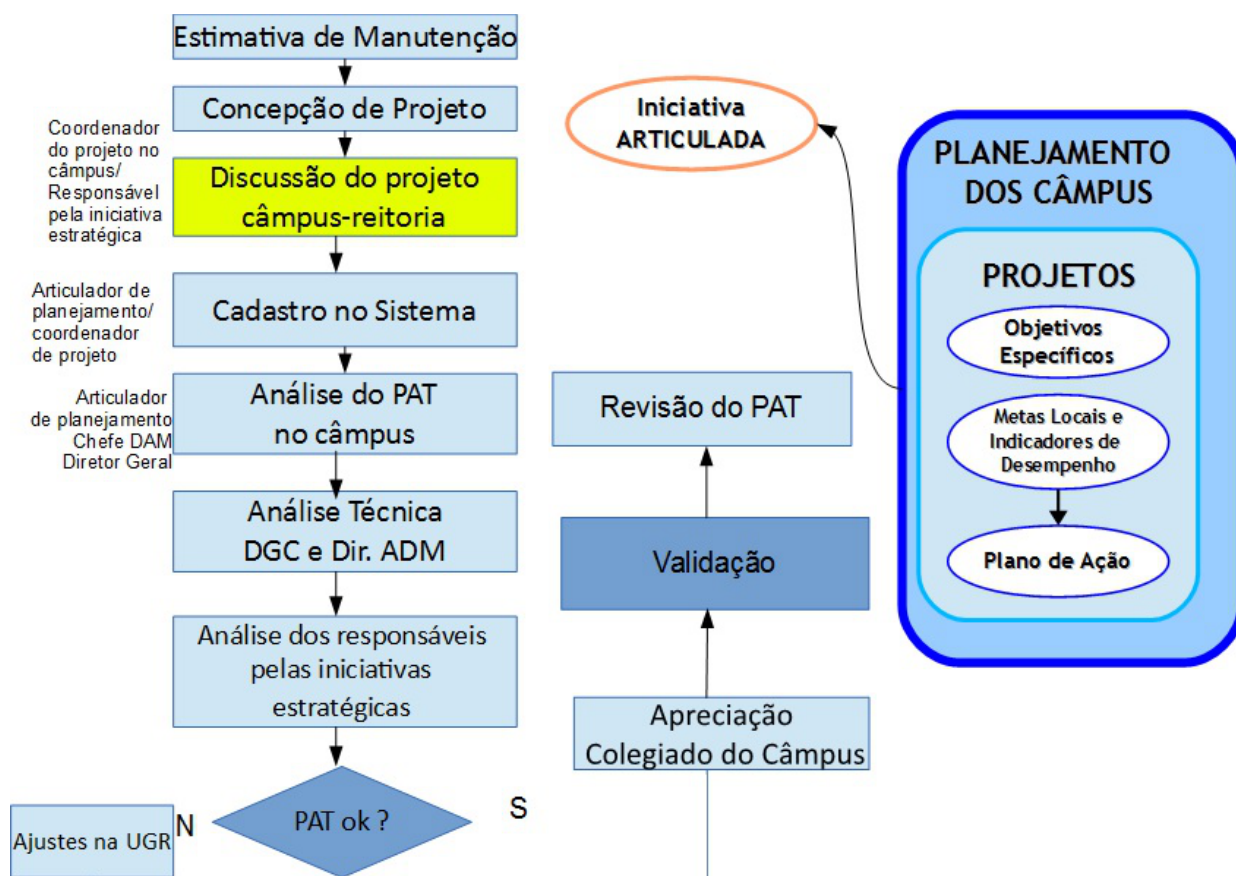 Estimativa de Manutenção
Concepção de Projeto
Coordenador
do projeto no
câmpus/
Responsável
pela iniciativa
estratégica
Discussão do projeto
câmpus-reitoria
Articulador de
planejamento/
coordenador
de projeto
Cadastro no Sistema
Articulador
de planejamento
Chefe DAM
Diretor Geral
Análise do PAT
no câmpus
Análise Técnica
DGC e Dir. ADM
Análise dos responsáveis
pelas iniciativas
estratégicas
PAT ok ?
N
S
Ajustes na UGR
Apreciação
Colegiado do Câmpus
Validação
Revisão do PAT
Iniciativa
ARTICULADA
PLANEJAMENTO
DOS CÂMPUS
PROJETOS
Objetivos
Específicos
Metas Locais e
Indicadores de
Desempenho
Plano de Ação